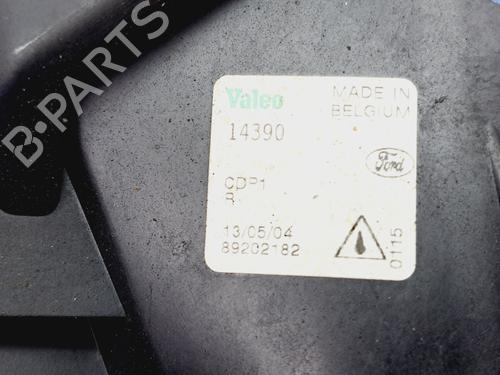 B-PARTS
Valeo
MADE IN
BELGIUM
14390
Ford
CDP1
R
13/05/04
89202182
0115